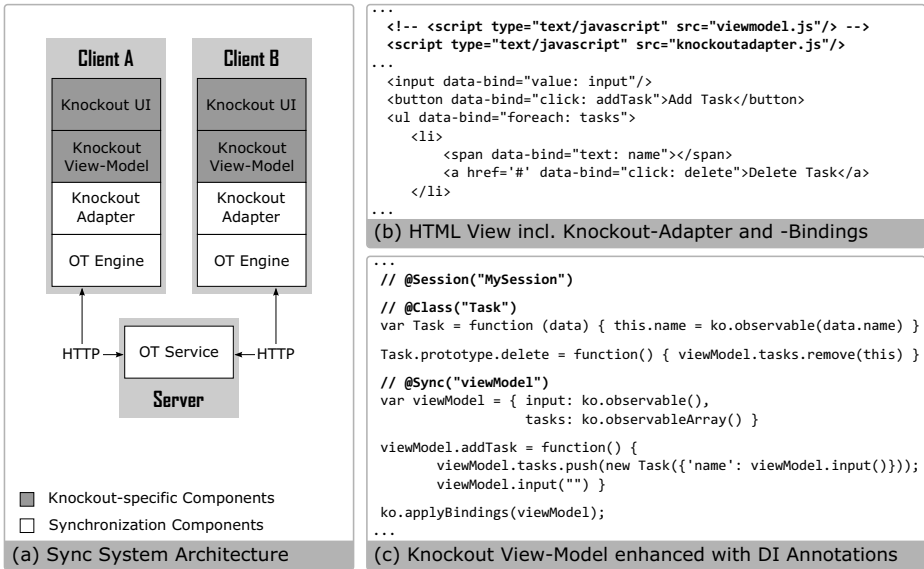 Client A
Client B
Knockout UI
Knockout UI
Knockout
View-Model
Knockout
View-Model
Knockout
Adapter
Knockout
Adapter
OT Engine
OT Engine
HTTP
OT Service
HTTP
Server
Knockout-specific Components
Synchronization Components
(a) Sync System Architecture
...
<!-- <script type="text/javascript" src="viewmodel.js"/> -->
<script type="text/javascript" src="knockoutadapter.js"/>
...
<input data-bind="value: input"/>
<button data-bind="click: addTask">Add Task</button>
<ul data-bind="foreach: tasks">
<li>
<span data-bind="text: name"></span>
<a href='#' data-bind="click: delete">Delete Task</a>
</li>
...
(b) HTML View incl. Knockout-Adapter and -Bindings
...
// @Session("MySession")
// @Class("Task")
var Task = function (data) { this.name = ko.observable(data.name) }
Task.prototype.delete = function() { viewModel.tasks.remove(this) }
// @Sync("viewModel")
var viewModel = { input: ko.observable(),
tasks: ko.observableArray() }
viewModel.addTask = function() {
viewModel.tasks.push(new Task({'name': viewModel.input()}));
viewModel.input("") }
ko.applyBindings(viewModel);
...
(c) Knockout View-Model enhanced with DI Annotations